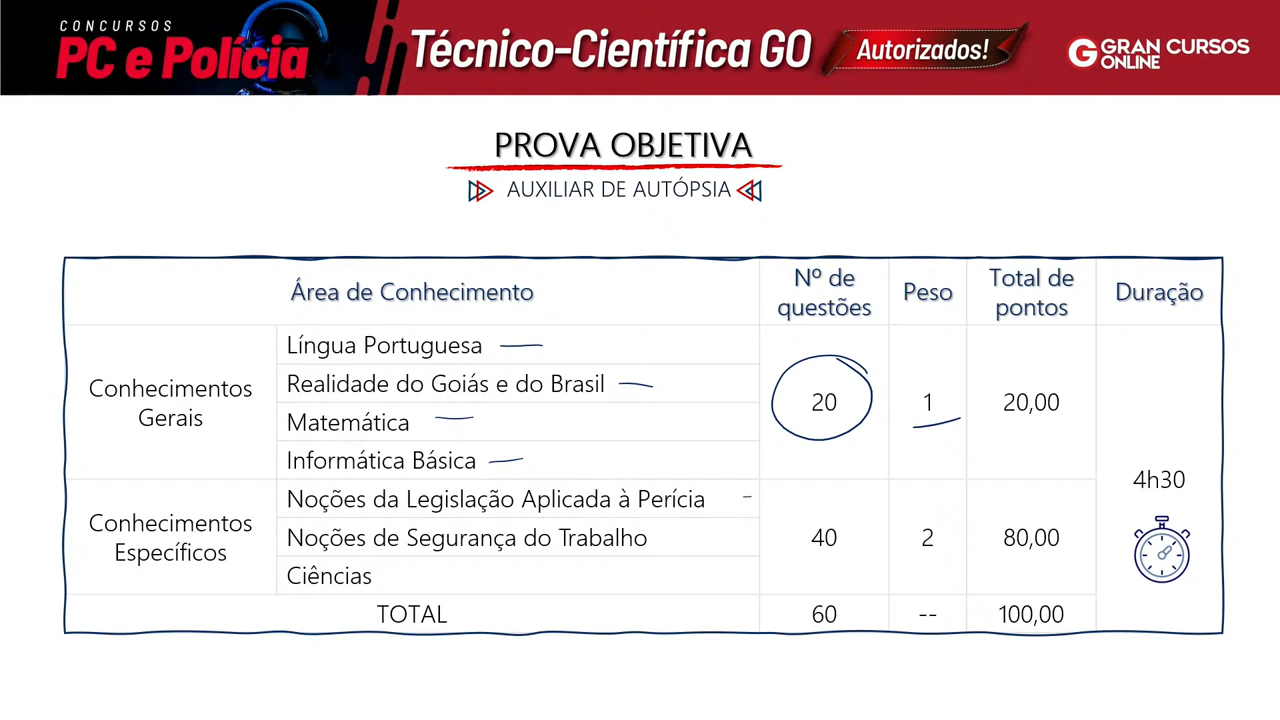 CONCURSOS
PC e Polícia Técnico-Científica GO Autorizados!
GRAN CURSOS
ONLINE
PROVA OBJETIVA
AUXILIAR DE AUTÓPSIA
Área de Conhecimento Nº de questões Peso Total de pontos Duração
Conhecimentos Gerais
Língua Portuguesa
Realidade do Goiás e do Brasil
Matemática
Informática Básica
20 1 20,00
Conhecimentos Específicos
Noções da Legislação Aplicada à Perícia
Noções de Segurança do Trabalho
Ciências
40 2 80,00
4h30
TOTAL 60 -- 100,00